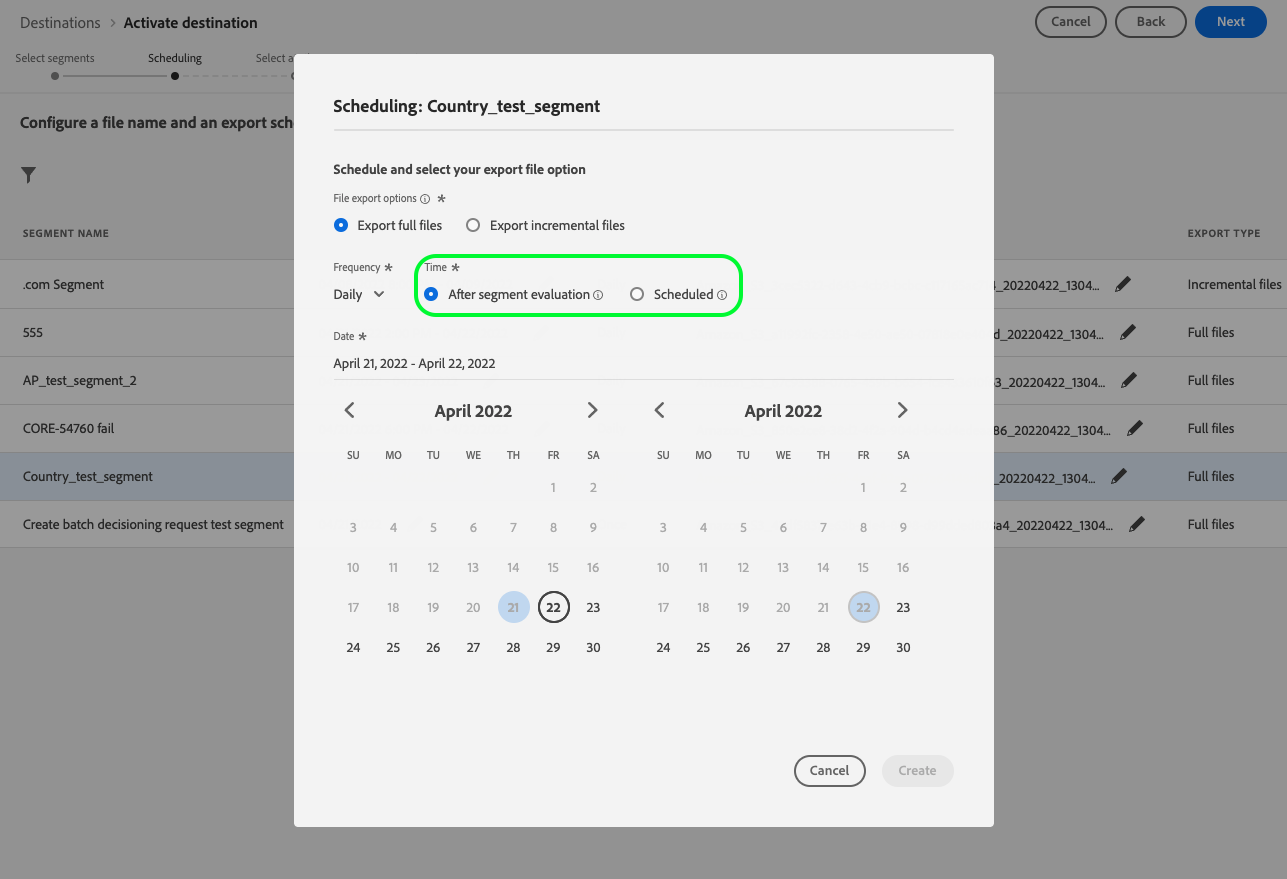 Destinations > Activate destination
Cancel Back Next
Select segments Scheduling Select a
Configure a file name and an export sch
Scheduling: Country_test_segment
Schedule and select your export file option
File export options *
Export full files Export incremental files
Frequency * Time *
Daily After segment evaluation Scheduled
Date *
April 21, 2022 - April 22, 2022
April 2022 April 2022
SU MO TU WE TH FR SA SU MO TU WE TH FR SA
1 2 1 2
3 4 5 6 7 8 9 3 4 5 6 7 8 9
10 11 12 13 14 15 16 10 11 12 13 14 15 16
17 18 19 20 21 22 23 17 18 19 20 21 22 23
24 25 26 27 28 29 30 24 25 26 27 28 29 30
Cancel Create
SEGMENT NAME EXPORT TYPE
.com Segment _20220422_1304... Incremental files
555 d_20220422_1304... Full files
AP_test_segment_2 3_20220422_1304... Full files
CORE-54760 fail 86_20220422_1304... Full files
Country_test_segment _20220422_1304... Full files
Create batch decisioning request test segment a4_20220422_1304... Full files